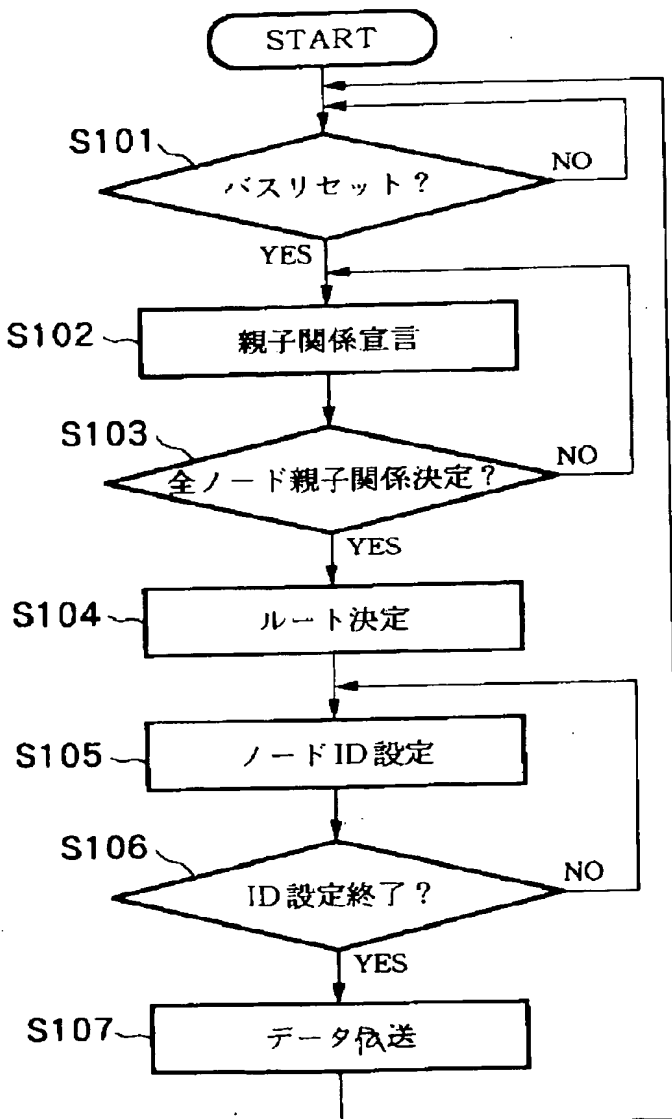 START
S101
バスリセット?
NO
YES
S102
親子関係宣言
S103
全ノード親子関係決定?
NO
YES
S104
ルート決定
S105
ノードID設定
S106
ID設定終了?
NO
YES
S107
データ伝送